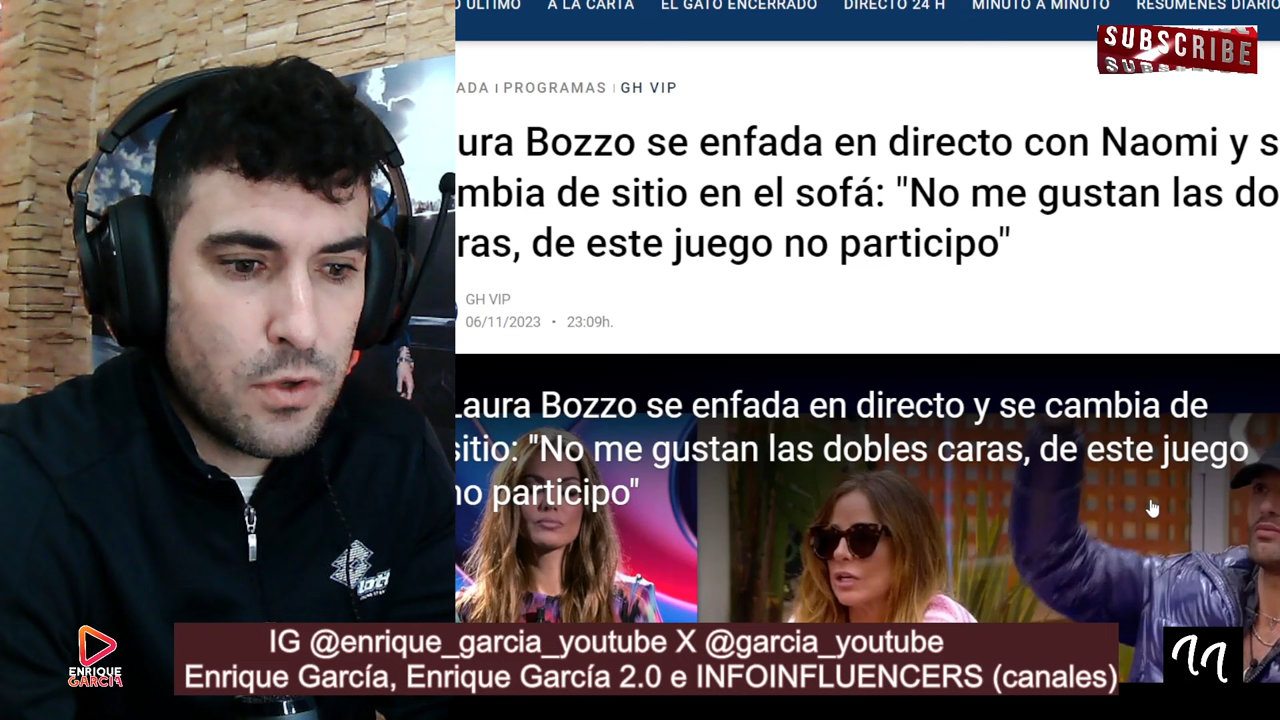 O ÚLTIMO A LA CARTA EL GATO ENCERRADO DIRECTO 24 H MINUTO A MINUTO RESÚMENES DIARIO
SUBSCRIBE
ADA | PROGRAMAS | GH VIP
ura Bozzo se enfada en directo con Naomi y s
mbia de sitio en el sofá: "No me gustan las do
ras, de este juego no participo"
GH VIP
06/11/2023 • 23:09h.
Laura Bozzo se enfada en directo y se cambia de
sitio: "No me gustan las dobles caras, de este juego
no participo"
lotto
IG @enrique_garcia_youtube X @garcia_youtube
Enrique García, Enrique García 2.0 e INFOINFLUENCERS (canales)
ENRIQUE
GARCÍA